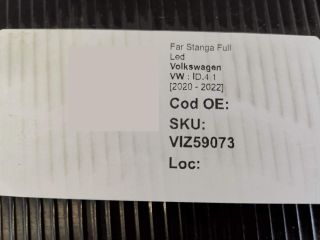 Far Stanga Full
Led
Volkswagen
VW : ID.4.1
[2020 - 2022]
Cod OE:
SKU:
VIZ59073
Loc: